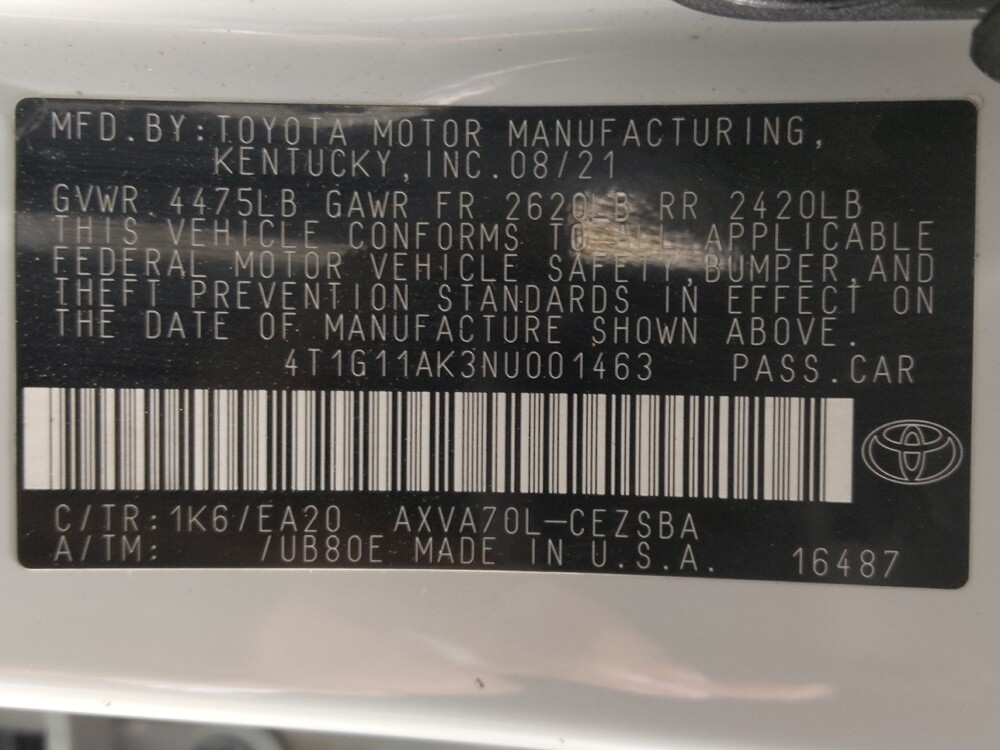 MFD.BY:TOYOTA MOTOR MANUFACTURING,
KENTUCKY,INC.08/21
GVWR 4475LB GAWR FR 2620LB RR 2420LB
THIS VEHICLE CONFORMS TO ALL APPLICABLE
FEDERAL MOTOR VEHICLE SAFETY,BUMPER,AND
THEFT PREVENTION STANDARDS IN EFFECT ON
THE DATE OF MANUFACTURE SHOWN ABOVE.
4T1G11AK3NU001463 PASS.CAR
C/TR:1K6/EA20 AXVA70L-CEZSBA
A/TM: /UB80E MADE IN U.S.A. 16487